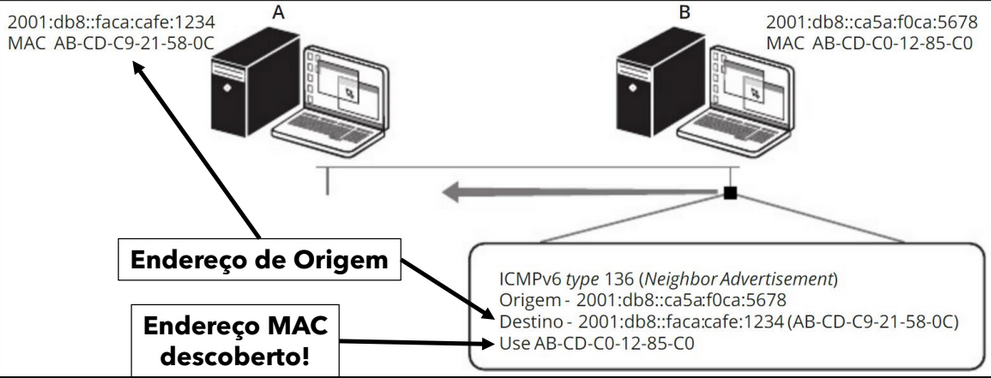 A
B
2001:db8::faca:cafe:1234
MAC AB-CD-C9-21-58-0C
2001:db8::ca5a:f0ca:5678
MAC AB-CD-C0-12-85-C0
Endereço de Origem
Endereço MAC
descoberto!
ICMPv6 type 136 (Neighbor Advertisement)
Origem - 2001:db8::ca5a:f0ca:5678
Destino - 2001:db8::faca:cafe:1234 (AB-CD-C9-21-58-0C)
Use AB-CD-C0-12-85-C0